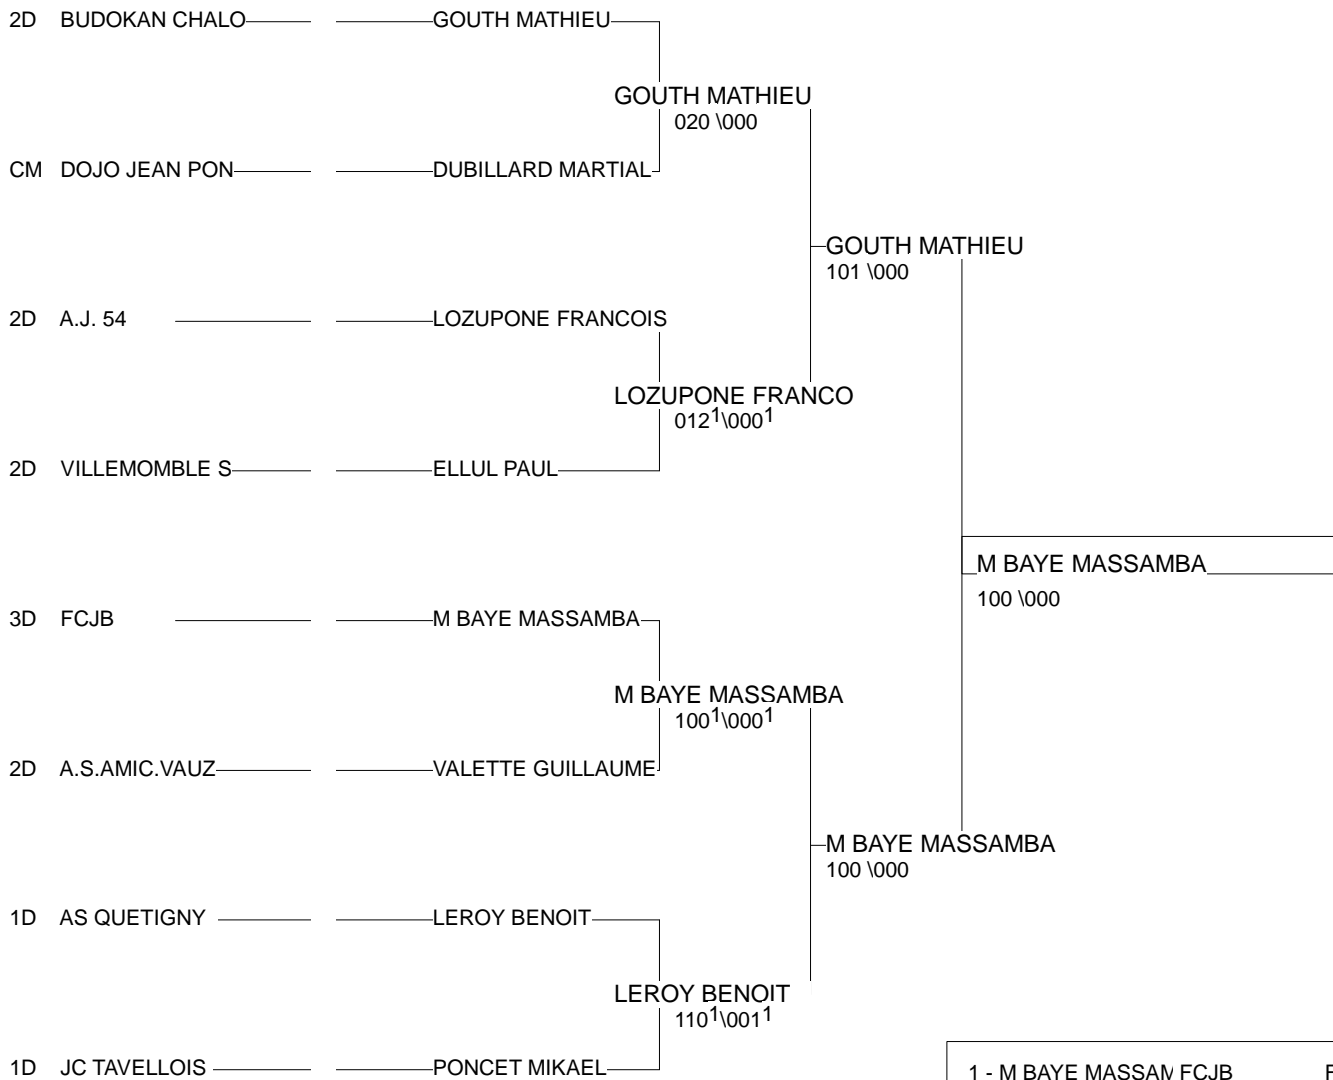 2D BUDOKAN CHALO GOUTH MATHIEU
GOUTH MATHIEU
020 \000
CM DOJO JEAN PON DUBILLARD MARTIAL
GOUTH MATHIEU
101 \000
2D A.J. 54 LOZUPONE FRANCOIS
LOZUPONE FRANCO
012¹\000¹
2D VILLEMOMBLE S ELLUL PAUL
M BAYE MASSAMBA
100 \000
3D FCJB M BAYE MASSAMBA
M BAYE MASSAMBA
100¹\000¹
2D A.S.AMIC.VAUZ VALETTE GUILLAUME
M BAYE MASSAMBA
100 \000
1D AS QUETIGNY LEROY BENOIT
LEROY BENOIT
110¹\001¹
1D JC TAVELLOIS PONCET MIKAEL
1 - M BAYE MASSAM FCJB